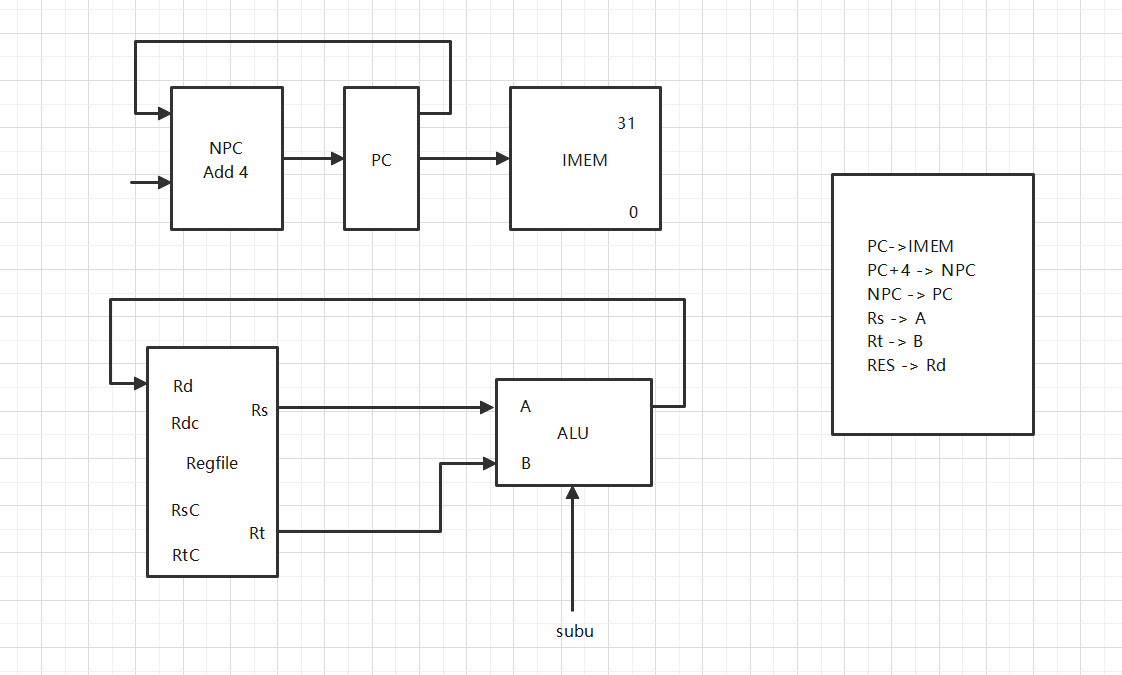 NPC
Add 4
PC
31
IMEM
0
PC->IMEM
PC+4 -> NPC
NPC -> PC
Rs -> A
Rt -> B
RES -> Rd
Rd
Rs
Rdc
Regfile
RsC
Rt
RtC
A
ALU
B
subu